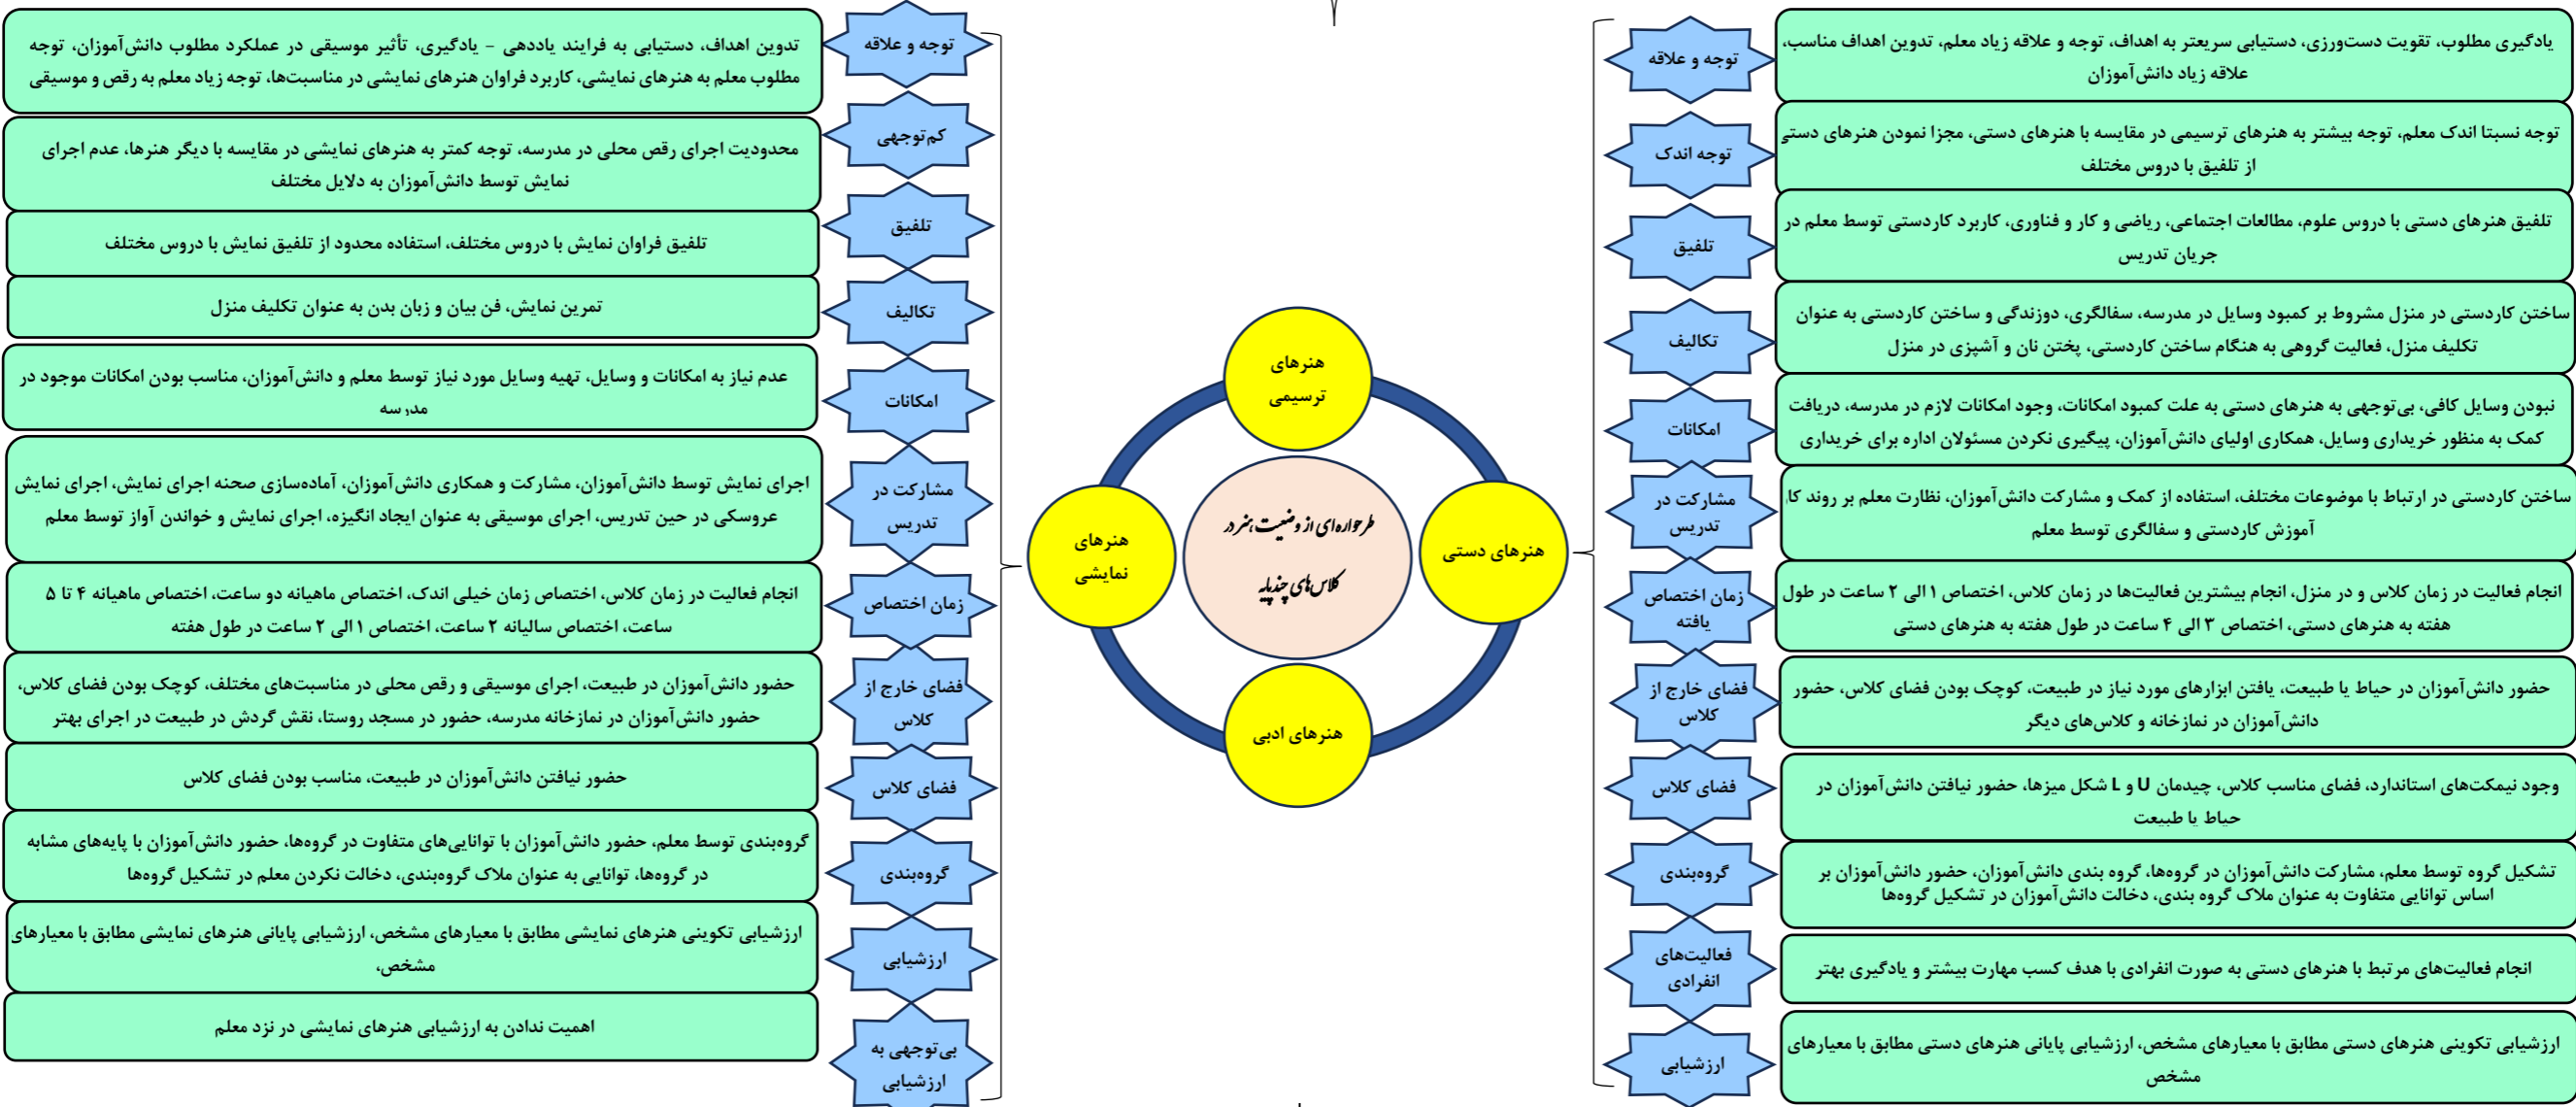 هنرهای
ترسیمی
طرحواره‌ای از وضعیت هنر در
کلاس‌های چندپایه
هنرهای دستی
هنرهای
نمایشی
هنرهای ادبی
توجه و علاقه
یادگیری مطلوب، تقویت دست‌ورزی، دستیابی سریعتر به اهداف، توجه و علاقه زیاد معلم، تدوین اهداف مناسب،
علاقه زیاد دانش‌آموزان
توجه اندک
توجه نسبتا اندک معلم، توجه بیشتر به هنرهای ترسیمی در مقایسه با هنرهای دستی، مجزا نمودن هنرهای دستی
از تلفیق با دروس مختلف
تلفیق
تلفیق هنرهای دستی با دروس علوم، مطالعات اجتماعی، ریاضی و کار و فناوری، کاربرد کاردستی توسط معلم در
جریان تدریس
تکالیف
ساختن کاردستی در منزل مشروط بر کمبود وسایل در مدرسه، سفالگری، دوزندگی و ساختن کاردستی به عنوان
تکلیف منزل، فعالیت گروهی به هنگام ساختن کاردستی، پختن نان و آشپزی در منزل
امکانات
نبودن وسایل کافی، بی‌توجهی به هنرهای دستی به علت کمبود امکانات، وجود امکانات لازم در مدرسه، دریافت
کمک به منظور خریداری وسایل، همکاری اولیای دانش‌آموزان، پیگیری نکردن مسئولان اداره برای خریداری
مشارکت در
تدریس
ساختن کاردستی در ارتباط با موضوعات مختلف، استفاده از کمک و مشارکت دانش‌آموزان، نظارت معلم بر روند کار،
آموزش کاردستی و سفالگری توسط معلم
زمان اختصاص
یافته
انجام فعالیت در زمان کلاس و در منزل، انجام بیشترین فعالیت‌ها در زمان کلاس، اختصاص ۱ الی ۲ ساعت در طول
هفته به هنرهای دستی، اختصاص ۳ الی ۴ ساعت در طول هفته به هنرهای دستی
فضای خارج از
کلاس
حضور دانش‌آموزان در حیاط یا طبیعت، یافتن ابزارهای مورد نیاز در طبیعت، کوچک بودن فضای کلاس، حضور
دانش‌آموزان در نمازخانه و کلاس‌های دیگر
فضای کلاس
وجود نیمکت‌های استاندارد، فضای مناسب کلاس، چیدمان U و L شکل میزها، حضور نیافتن دانش‌آموزان در
حیاط یا طبیعت
گروه‌بندی
تشکیل گروه توسط معلم، مشارکت دانش‌آموزان در گروه‌ها، گروه بندی دانش‌آموزان، حضور دانش‌آموزان بر
اساس توانایی متفاوت به عنوان ملاک گروه بندی، دخالت دانش‌آموزان در تشکیل گروه‌ها
فعالیت‌های
انفرادی
انجام فعالیت‌های مرتبط با هنرهای دستی به صورت انفرادی با هدف کسب مهارت بیشتر و یادگیری بهتر
ارزشیابی
ارزشیابی تکوینی هنرهای دستی مطابق با معیارهای مشخص، ارزشیابی پایانی هنرهای دستی مطابق با معیارهای
مشخص
توجه و علاقه
تدوین اهداف، دستیابی به فرایند یاددهی – یادگیری، تأثیر موسیقی در عملکرد مطلوب دانش‌آموزان، توجه
مطلوب معلم به هنرهای نمایشی، کاربرد فراوان هنرهای نمایشی در مناسبت‌ها، توجه زیاد معلم به رقص و موسیقی
کم‌توجهی
محدودیت اجرای رقص محلی در مدرسه، توجه کمتر به هنرهای نمایشی در مقایسه با دیگر هنرها، عدم اجرای
نمایش توسط دانش‌آموزان به دلایل مختلف
تلفیق
تلفیق فراوان نمایش با دروس مختلف، استفاده محدود از تلفیق نمایش با دروس مختلف
تکالیف
تمرین نمایش، فن بیان و زبان بدن به عنوان تکلیف منزل
امکانات
عدم نیاز به امکانات و وسایل، تهیه وسایل مورد نیاز توسط معلم و دانش‌آموزان، مناسب بودن امکانات موجود در
مدرسه
مشارکت در
تدریس
اجرای نمایش توسط دانش‌آموزان، مشارکت و همکاری دانش‌آموزان، آماده‌سازی صحنه اجرای نمایش، اجرای نمایش
عروسکی در حین تدریس، اجرای موسیقی به عنوان ایجاد انگیزه، اجرای نمایش و خواندن آواز توسط معلم
زمان اختصاص
انجام فعالیت در زمان کلاس، اختصاص زمان خیلی اندک، اختصاص ماهیانه دو ساعت، اختصاص ماهیانه ۴ تا ۵
ساعت، اختصاص سالیانه ۲ ساعت، اختصاص ۱ الی ۲ ساعت در طول هفته
فضای خارج از
کلاس
حضور دانش‌آموزان در طبیعت، اجرای موسیقی و رقص محلی در مناسبت‌های مختلف، کوچک بودن فضای کلاس،
حضور دانش‌آموزان در نمازخانه مدرسه، حضور در مسجد روستا، نقش گردش در طبیعت در اجرای بهتر
فضای کلاس
حضور نیافتن دانش‌آموزان در طبیعت، مناسب بودن فضای کلاس
گروه‌بندی
گروه‌بندی توسط معلم، حضور دانش‌آموزان با توانایی‌های متفاوت در گروه‌ها، حضور دانش‌آموزان با پایه‌های مشابه
در گروه‌ها، توانایی به عنوان ملاک گروه‌بندی، دخالت نکردن معلم در تشکیل گروه‌ها
ارزشیابی
ارزشیابی تکوینی هنرهای نمایشی مطابق با معیارهای مشخص، ارزشیابی پایانی هنرهای نمایشی مطابق با معیارهای
مشخص،
بی‌توجهی به
ارزشیابی
اهمیت ندادن به ارزشیابی هنرهای نمایشی در نزد معلم